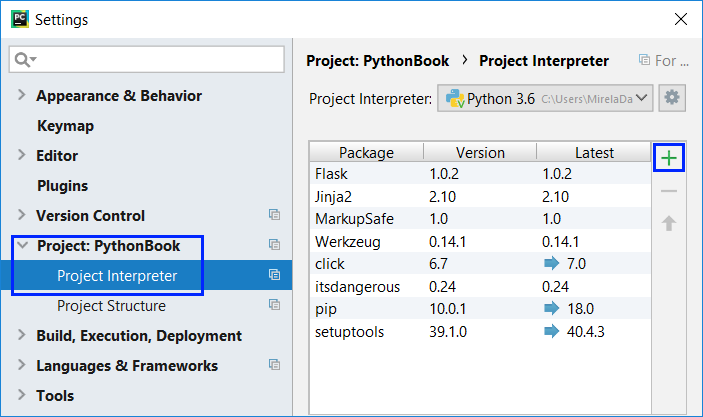 PC Settings
Appearance & Behavior
Keymap
Editor
Plugins
Version Control
Project: PythonBook
Project Interpreter
Project Structure
Build, Execution, Deployment
Languages & Frameworks
Tools
Project: PythonBook › Project Interpreter For ...
Project Interpreter: Python 3.6 C:\Users\MirelaDa
Package Version Latest
Flask 1.0.2 1.0.2
Jinja2 2.10 2.10
MarkupSafe 1.0 1.0
Werkzeug 0.14.1 0.14.1
click 6.7 7.0
itsdangerous 0.24 0.24
pip 10.0.1 18.0
setuptools 39.1.0 40.4.3